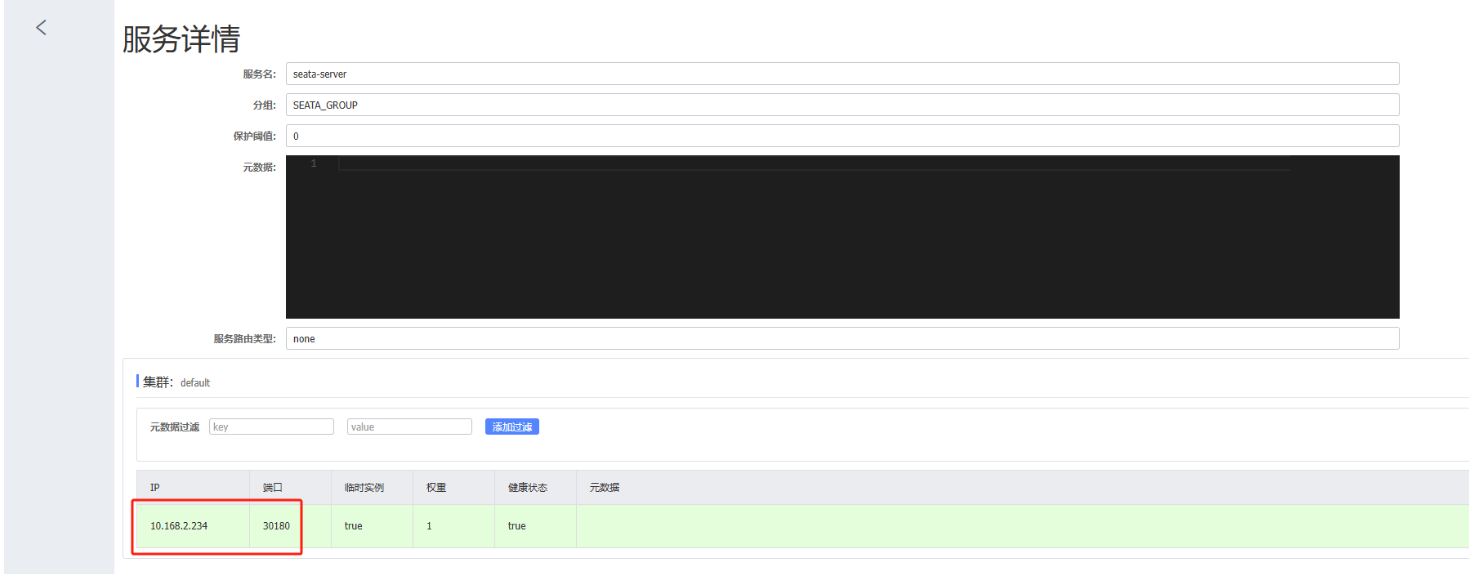 服务详情
服务名: seata-server
分组: SEATA_GROUP
保护阈值: 0
元数据: 1
服务路由类型: none
集群: default
元数据过滤 key value 添加过滤
IP 端口 临时实例 权重 健康状态 元数据
10.168.2.234 30180 true 1 true